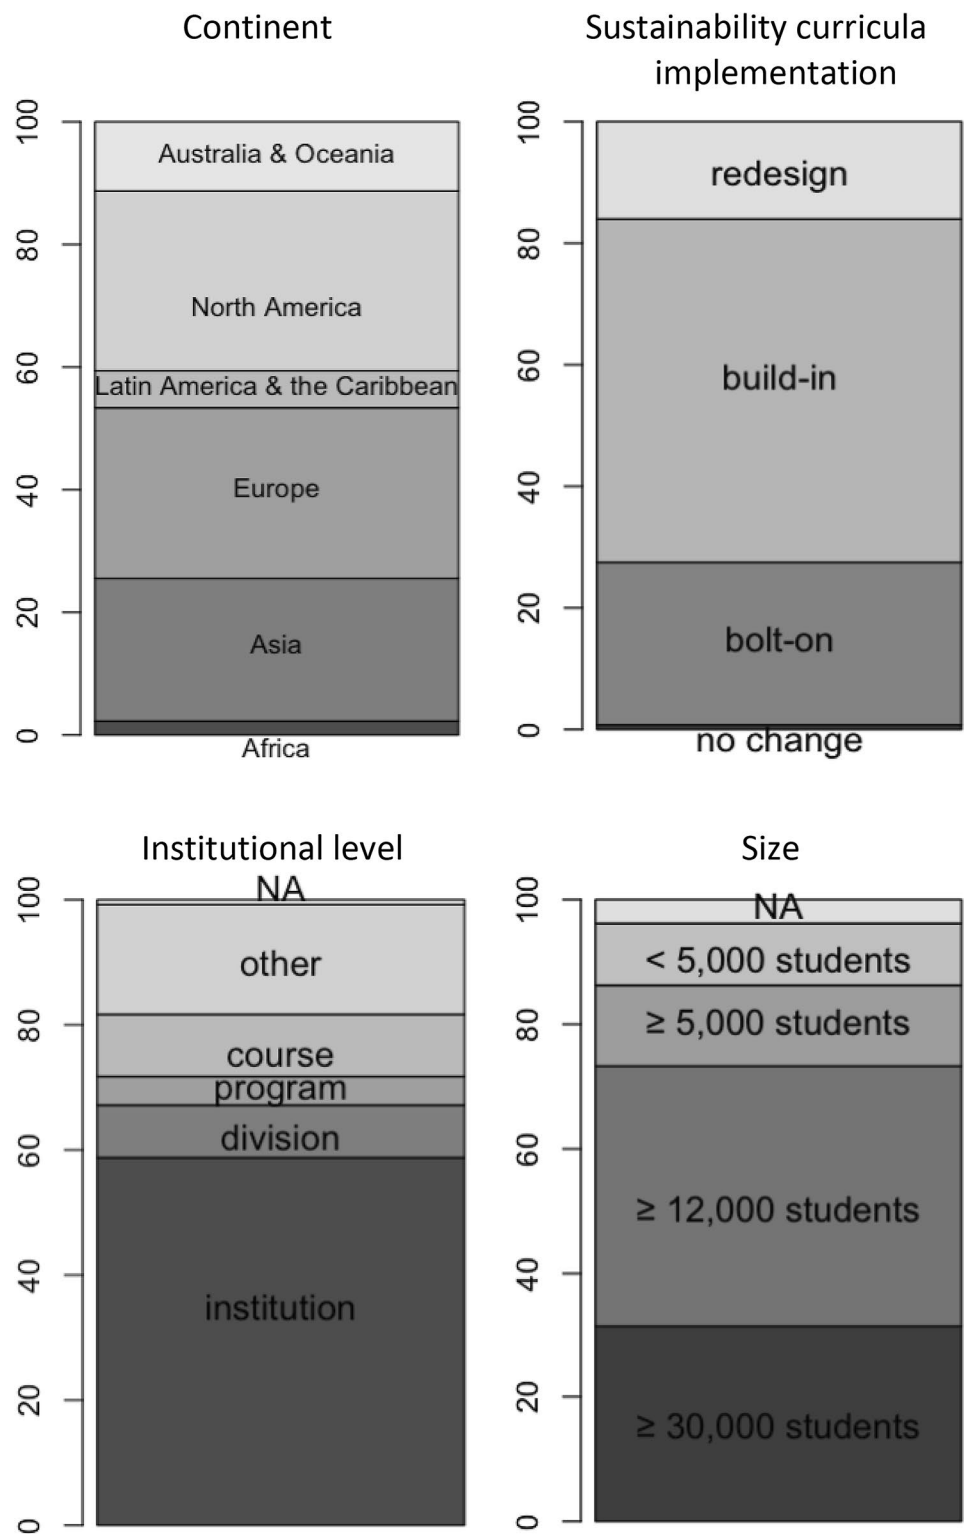 Continent
100
80
60
40
20
0
Australia & Oceania
North America
Latin America & the Caribbean
Europe
Asia
Africa
Sustainability curricula
implementation
100
80
60
40
20
0
redesign
build-in
bolt-on
no change
Institutional level
100
80
60
40
20
0
NA
other
course
program
division
institution
Size
100
80
60
40
20
0
NA
< 5,000 students
≥ 5,000 students
≥ 12,000 students
≥ 30,000 students